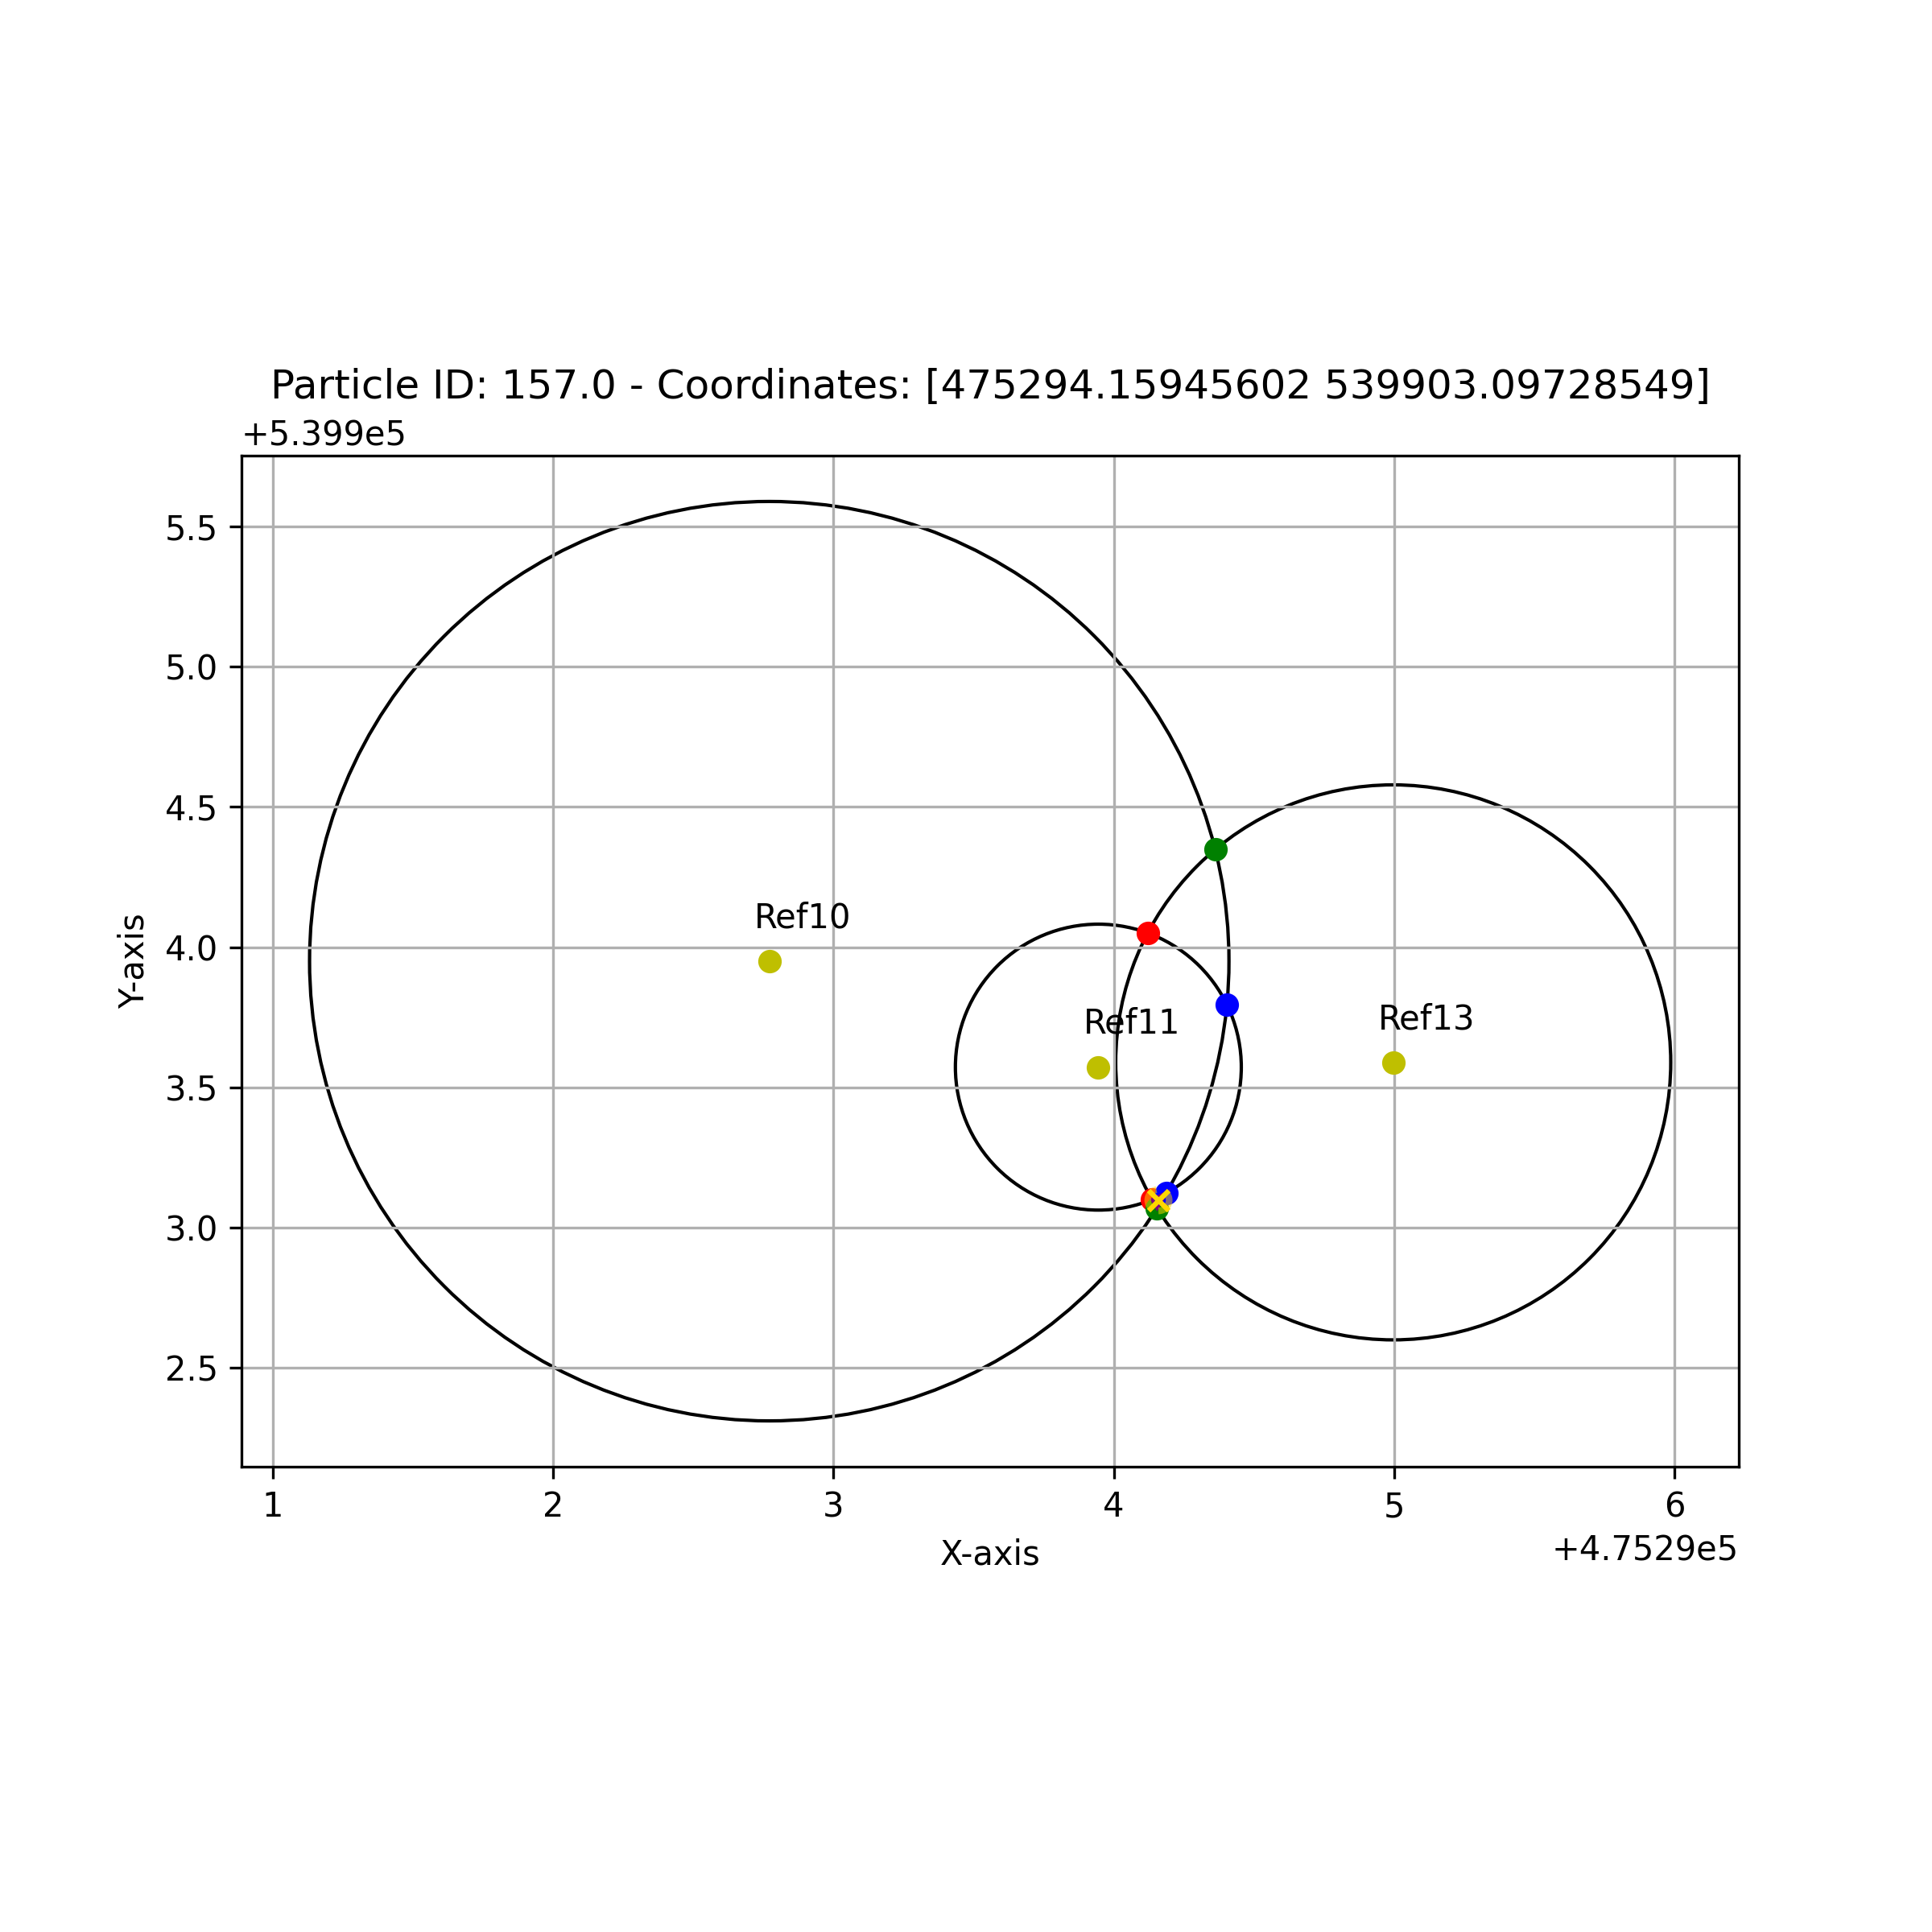 Particle ID: 157.0 - Coordinates: [475294.15945602 539903.09728549]
+5.399e5
5.5
5.0
4.5
4.0
3.5
3.0
2.5
Y-axis
Ref10
Ref11
Ref13
1 2 3 4 5 6
X-axis
+4.7529e5